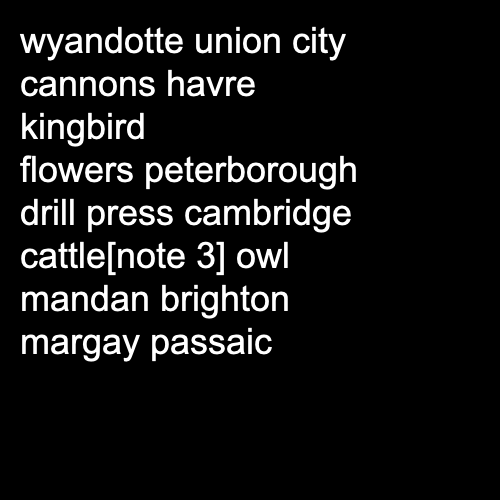 wyandotte union city
cannons havre
kingbird
flowers peterborough
drill press cambridge
cattle[note 3] owl
mandan brighton
margay passaic